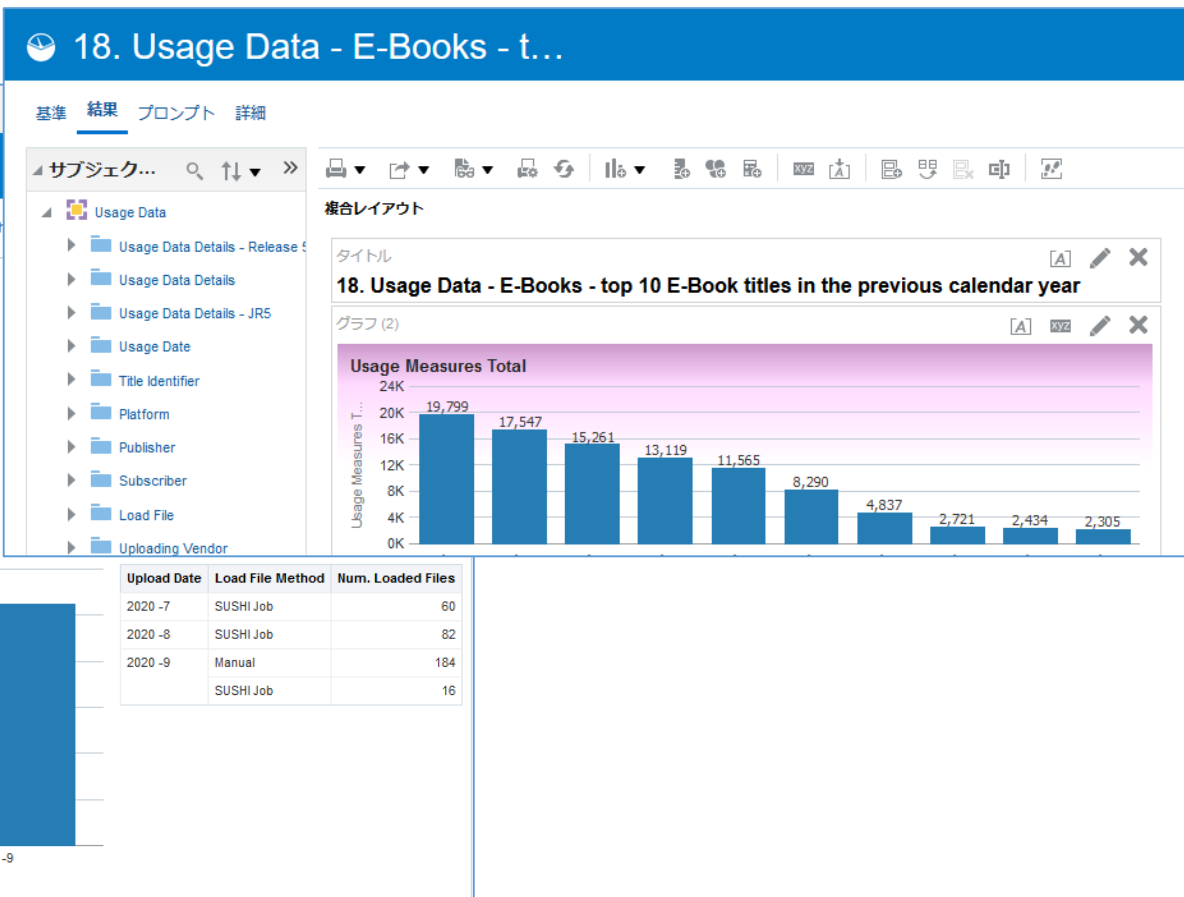 18. Usage Data - E-Books - t…
基準 結果 プロンプト 詳細
サブジェク…
Usage Data
Usage Data Details - Release 5
Usage Data Details
Usage Data Details - JR5
Usage Date
Title Identifier
Platform
Publisher
Subscriber
Load File
Uploading Vendor
複合レイアウト
タイトル
18. Usage Data - E-Books - top 10 E-Book titles in the previous calendar year
グラフ (2)
Usage Measures Total
Usage Measures T…
24K
20K
16K
12K
8K
4K
0K
19,799
17,547
15,261
13,119
11,565
8,290
4,837
2,721
2,434
2,305
Upload Date Load File Method Num. Loaded Files
2020 -7 SUSHI Job 60
2020 -8 SUSHI Job 82
2020 -9 Manual 184
SUSHI Job 16
-9